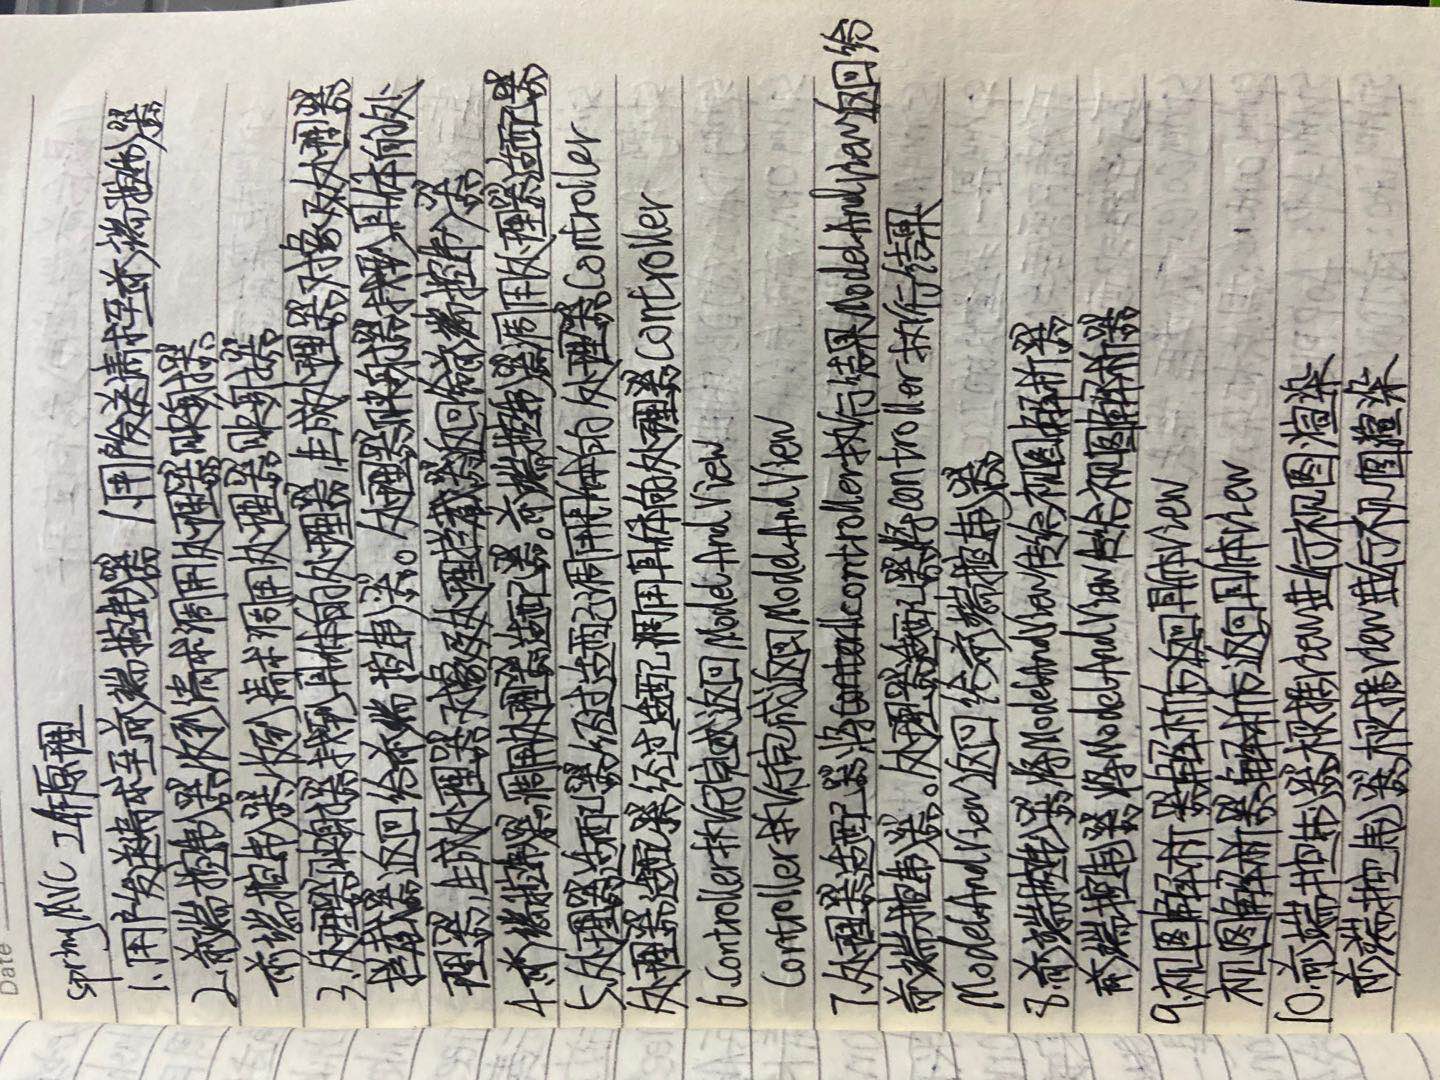 Date
springMVC 工作原理
1.用户发送请求至前端控制器 1.用户发送请求至前端控制器
2.前端控制器收到请求调用处理器映射器
前端控制器收到请求调用处理器映射器
3.处理器映射器找到具体的处理器,生成处理器对象及处理器
拦截器返回给前端控制器。处理器映射器找到具体的处
理器,生成处理器对象及处理拦截器返回给前端控制器
4.前端控制器调用处理器适配器。前端控制器调用处理器适配器
5.处理器适配器经过适配调用具体的处理器Controller
处理器适配器经过适配调用具体的处理器Controller
6.Controller执行完成返回ModelAndView
Controller执行完成返回ModelAndView
7.处理器适配器将controller执行结果ModelAndView返回给
前端控制器。处理器适配器将controller执行结果
ModelAndView返回给前端控制器
8.前端控制器将ModelAndView传给视图解析器
前端控制器将ModelAndView传给视图解析器
9.视图解析器解析后返回具体View
视图解析器解析后返回具体View
10.前端控制器根据View进行视图渲染
前端控制器根据view进行视图渲染